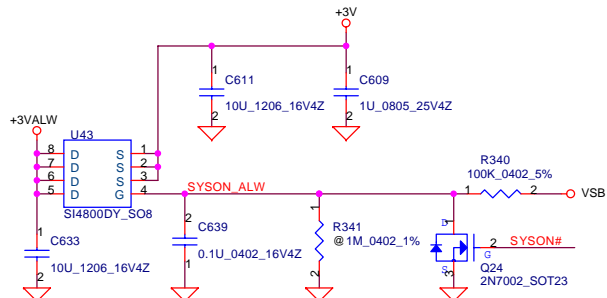 +3V
1
C611
10U_1206_16V4Z
2
1
C609
1U_0805_25V4Z
2
+3VALW
U43
8 D S 1
7 D S 2
6 D S 3
5 D G 4
SI4800DY_SO8
SYSON_ALW
R340
100K_0402_5%
1 2
VSB
1
C633
10U_1206_16V4Z
2
2
C639
0.1U_0402_16V4Z
1
1
R341
@1M_0402_1%
2
D 1
2 SYSON#
G
S 3
Q24
2N7002_SOT23